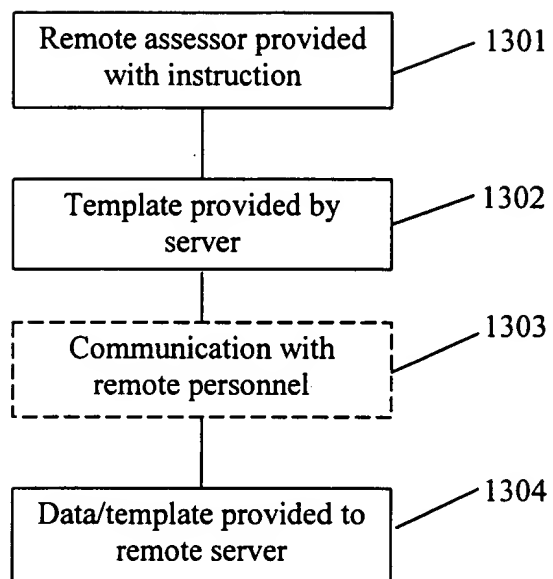 Remote assessor provided
with instruction
1301
Template provided by
server
1302
Communication with
remote personnel
1303
Data/template provided to
remote server
1304